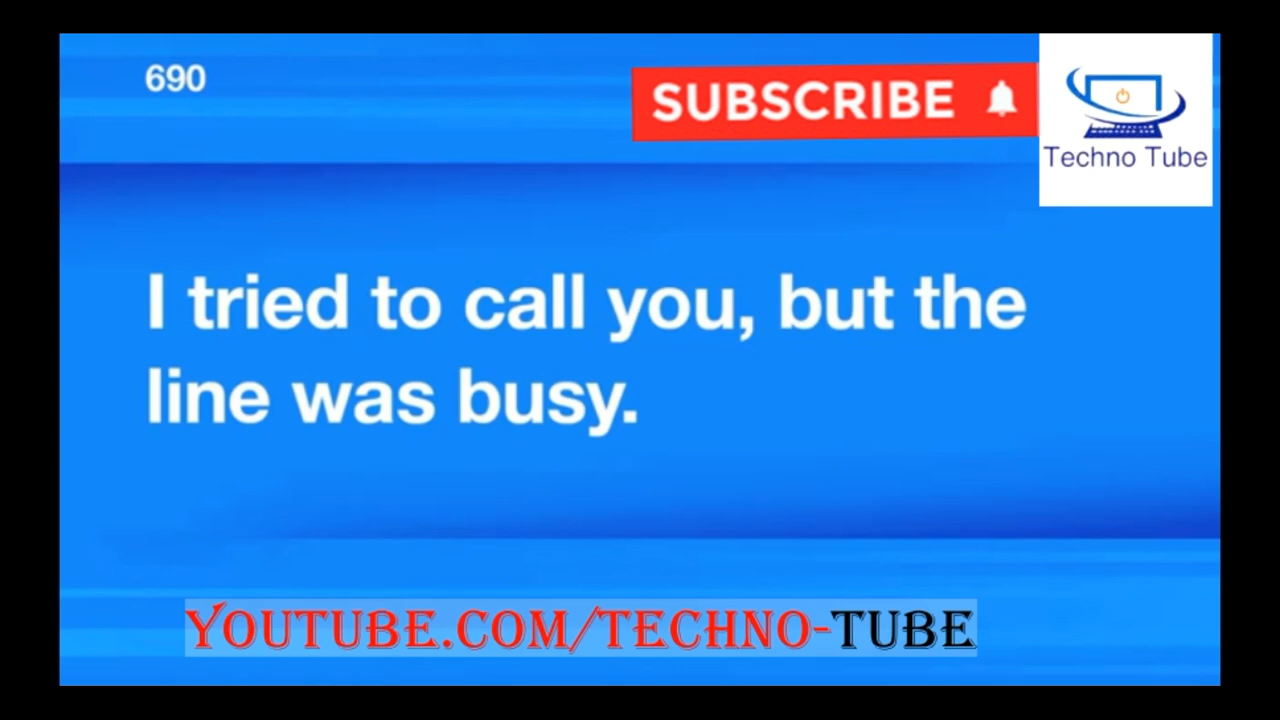 690
SUBSCRIBE
Techno Tube
I tried to call you, but the
line was busy.
YOUTUBE.COM/TECHNO-TUBE